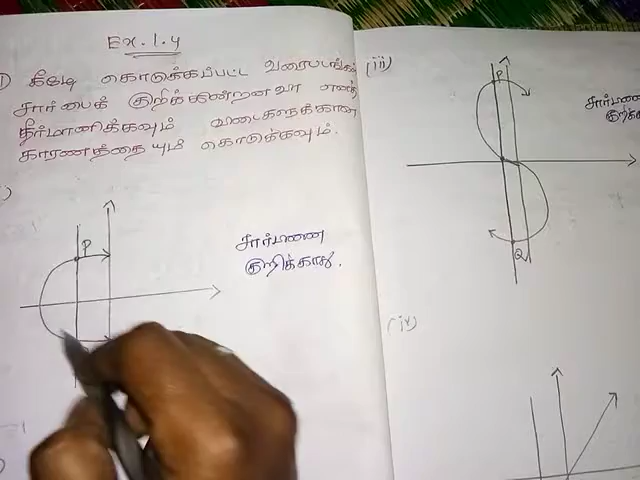 Ex.1.4
1) கீழே கொடுக்கப்பட்ட வரைபடங்கள்
சார்பைக் குறிக்கின்றனவா எனத்
தீர்மானிக்கவும் விடைகளுக்கான
காரணத்தை யும் கொடுக்கவும்.
P
சார்பினை
குறிக்காது.
(iii)
P
சார்பினை
Q
(iv)